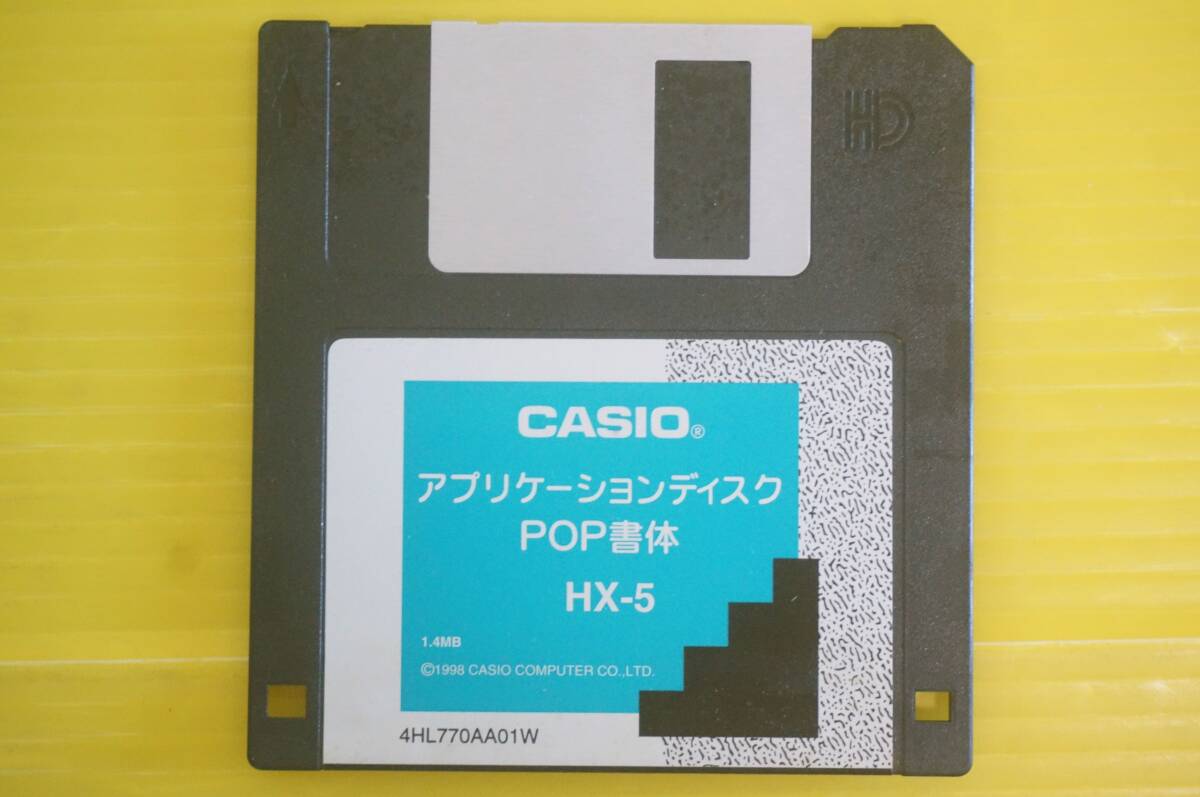 HD
CASIO®
アプリケーションディスク
POP書体
HX-5
1.4MB
©1998 CASIO COMPUTER CO.,LTD.
4HL770AA01W